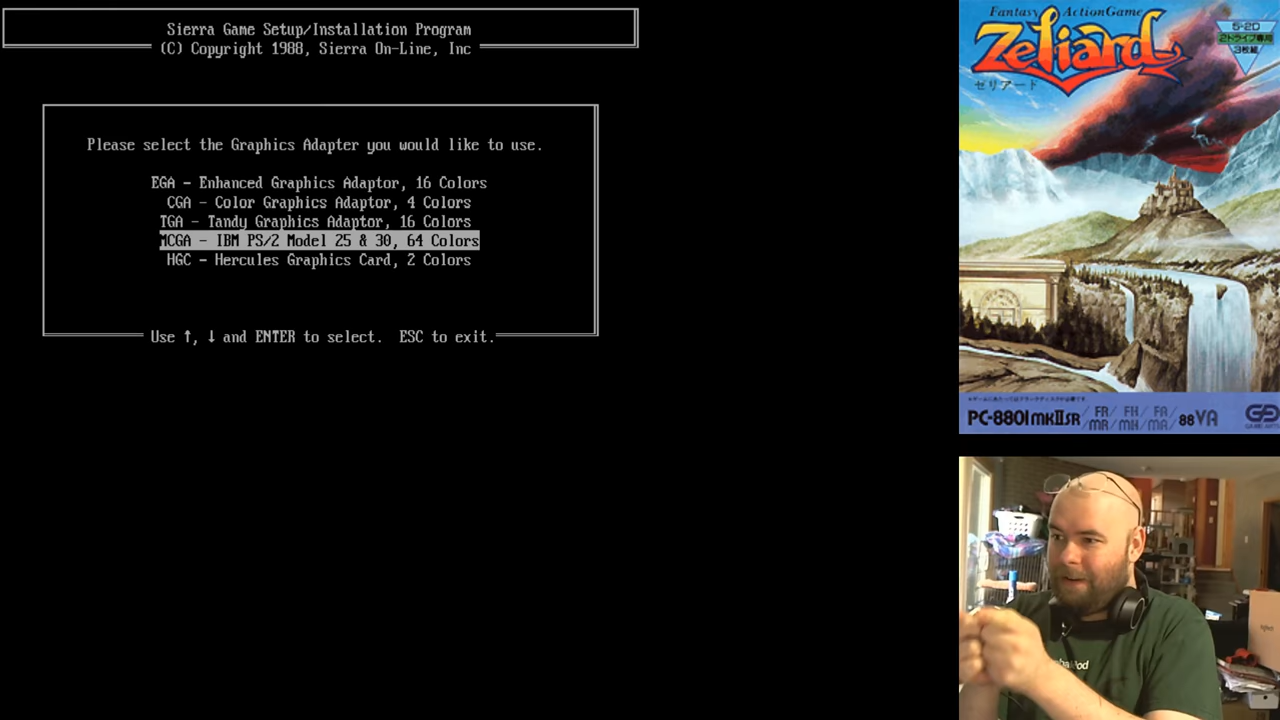 Sierra Game Setup/Installation Program
(C) Copyright 1988, Sierra On-Line, Inc
Please select the Graphics Adapter you would like to use.
EGA - Enhanced Graphics Adaptor, 16 Colors
CGA - Color Graphics Adaptor, 4 Colors
TGA - Tandy Graphics Adaptor, 16 Colors
MCGA - IBM PS/2 Model 25 & 30, 64 Colors
HGC - Hercules Graphics Card, 2 Colors
Use ↑, ↓ and ENTER to select. ESC to exit.
Fantasy ActionGame
Zeliard
ゼリアード
5-2D
2ドライブ専用
3枚組
PC-8801mkIISR/FR/MR/FH/MH/FA/MA/88VA
GAME ARTS